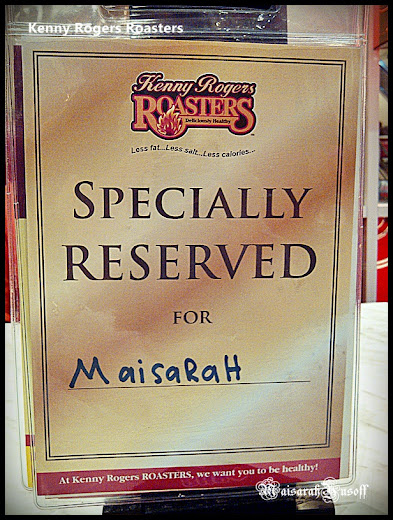 Kenny Rogers Roasters
Kenny Rogers
ROASTERS
Deliciously Healthy
Less fat...Less salt...Less calories...
SPECIALLY
RESERVED
FOR
MaisaRaH
At Kenny Rogers ROASTERS, we want you to be healthy!
Maisarah Yusoff